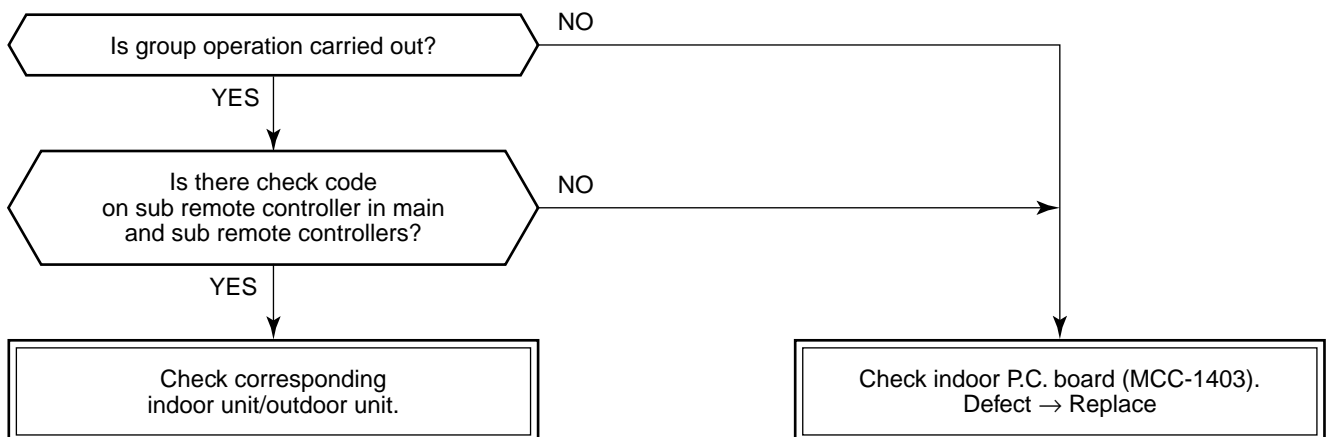 Is group operation carried out?
NO
YES
Is there check code
on sub remote controller in main
and sub remote controllers?
NO
YES
Check corresponding
indoor unit/outdoor unit.
Check indoor P.C. board (MCC-1403).
Defect → Replace